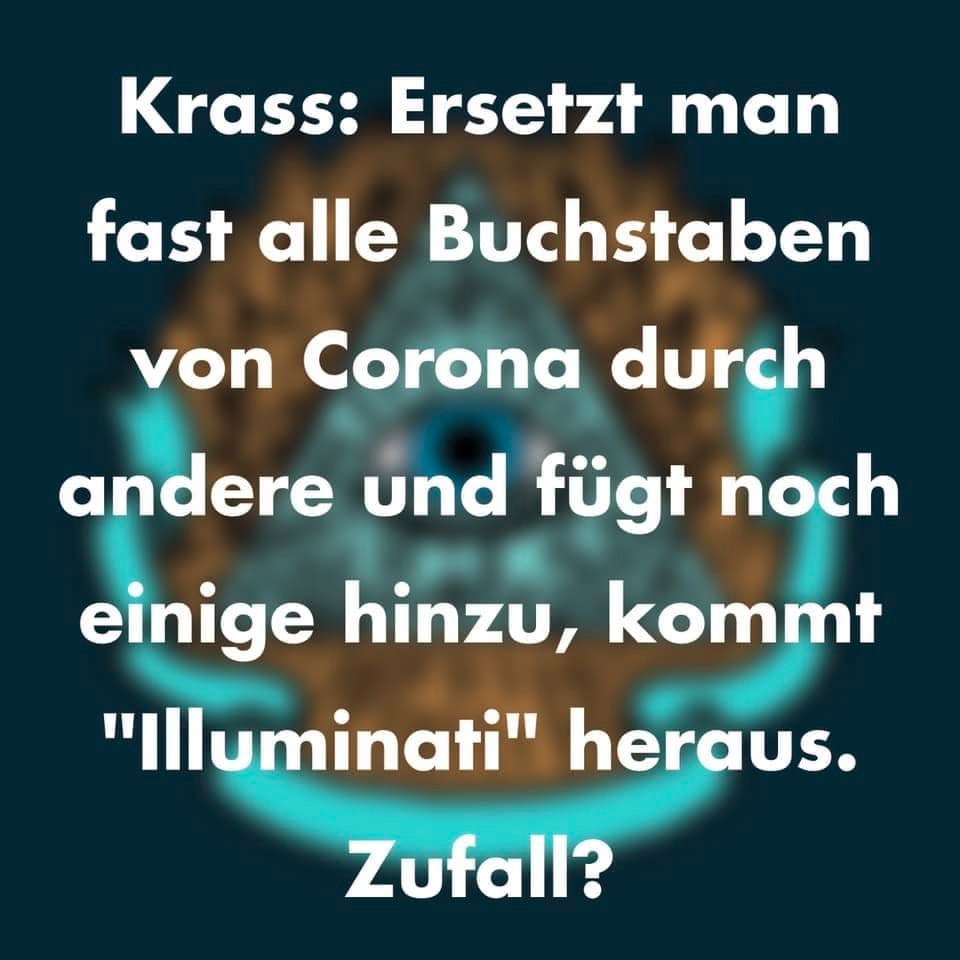 Krass: Ersetzt man
fast alle Buchstaben
von Corona durch
andere und fügt noch
einige hinzu, kommt
"Illuminati" heraus.
Zufall?